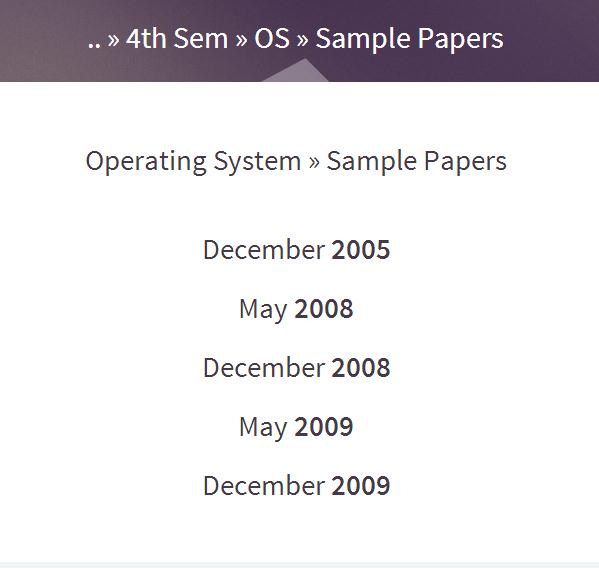 .. » 4th Sem » OS » Sample Papers
Operating System » Sample Papers
December 2005
May 2008
December 2008
May 2009
December 2009